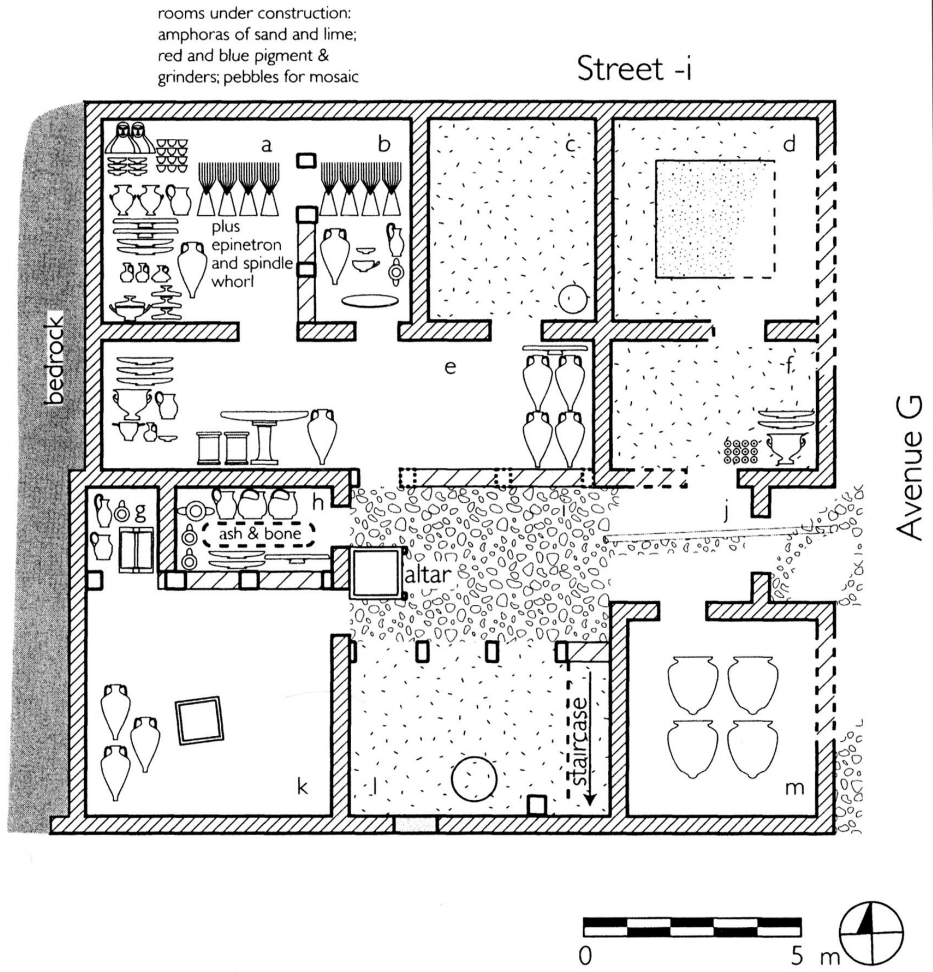 rooms under construction:
amphoras of sand and lime;
red and blue pigment &
grinders; pebbles for mosaic
Street -i
a
b
c
d
plus
epinetron
and spindle
whorl
bedrock
e
f
Avenue G
g
h
i
j
ash & bone
altar
staircase
k
l
m
0 5 m